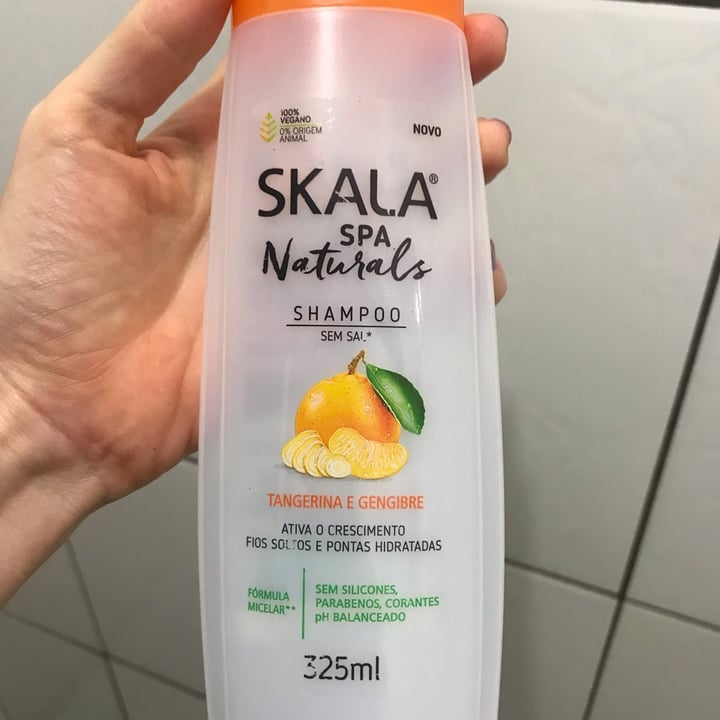 100%
VEGANO
0% ORIGEM
ANIMAL
NOVO
SKALA®
SPA
Naturals
SHAMPOO
SEM SAL*
TANGERINA E GENGIBRE
ATIVA O CRESCIMENTO
FIOS SOLTOS E PONTAS HIDRATADAS
FÓRMULA
MICELAR**
SEM SILICONES,
PARABENOS, CORANTES
pH BALANCEADO
325ml